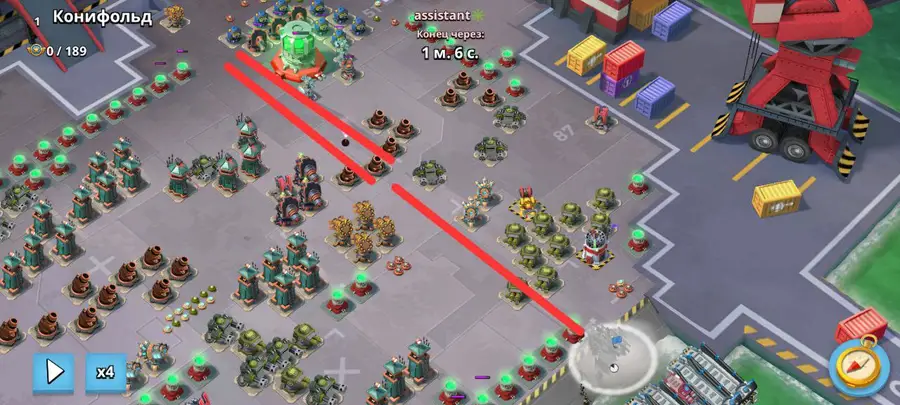 1 Конифольд
0 / 189
assistant
Конец через:
1 м. 6 с.
87
x4